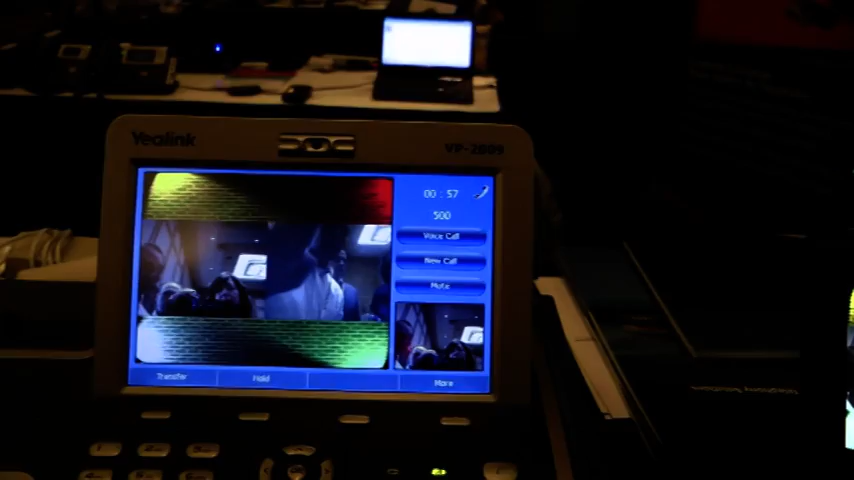 Yealink
VP-2009
00 : 57
500
Voice Call
New Call
Mute
Transfer
Hold
More